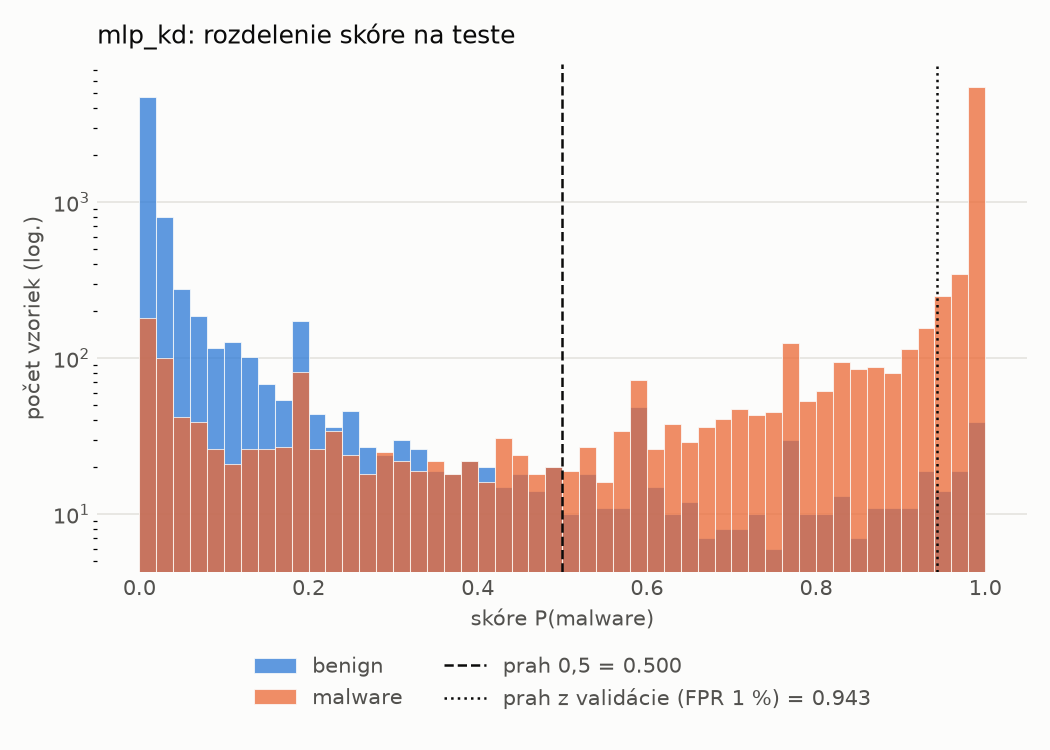 mlp_kd: rozdelenie skóre na teste
počet vzoriek (log.)
10³
10²
10¹
0.0 0.2 0.4 0.6 0.8 1.0
skóre P(malware)
benign prah 0,5 = 0.500
malware prah z validácie (FPR 1 %) = 0.943